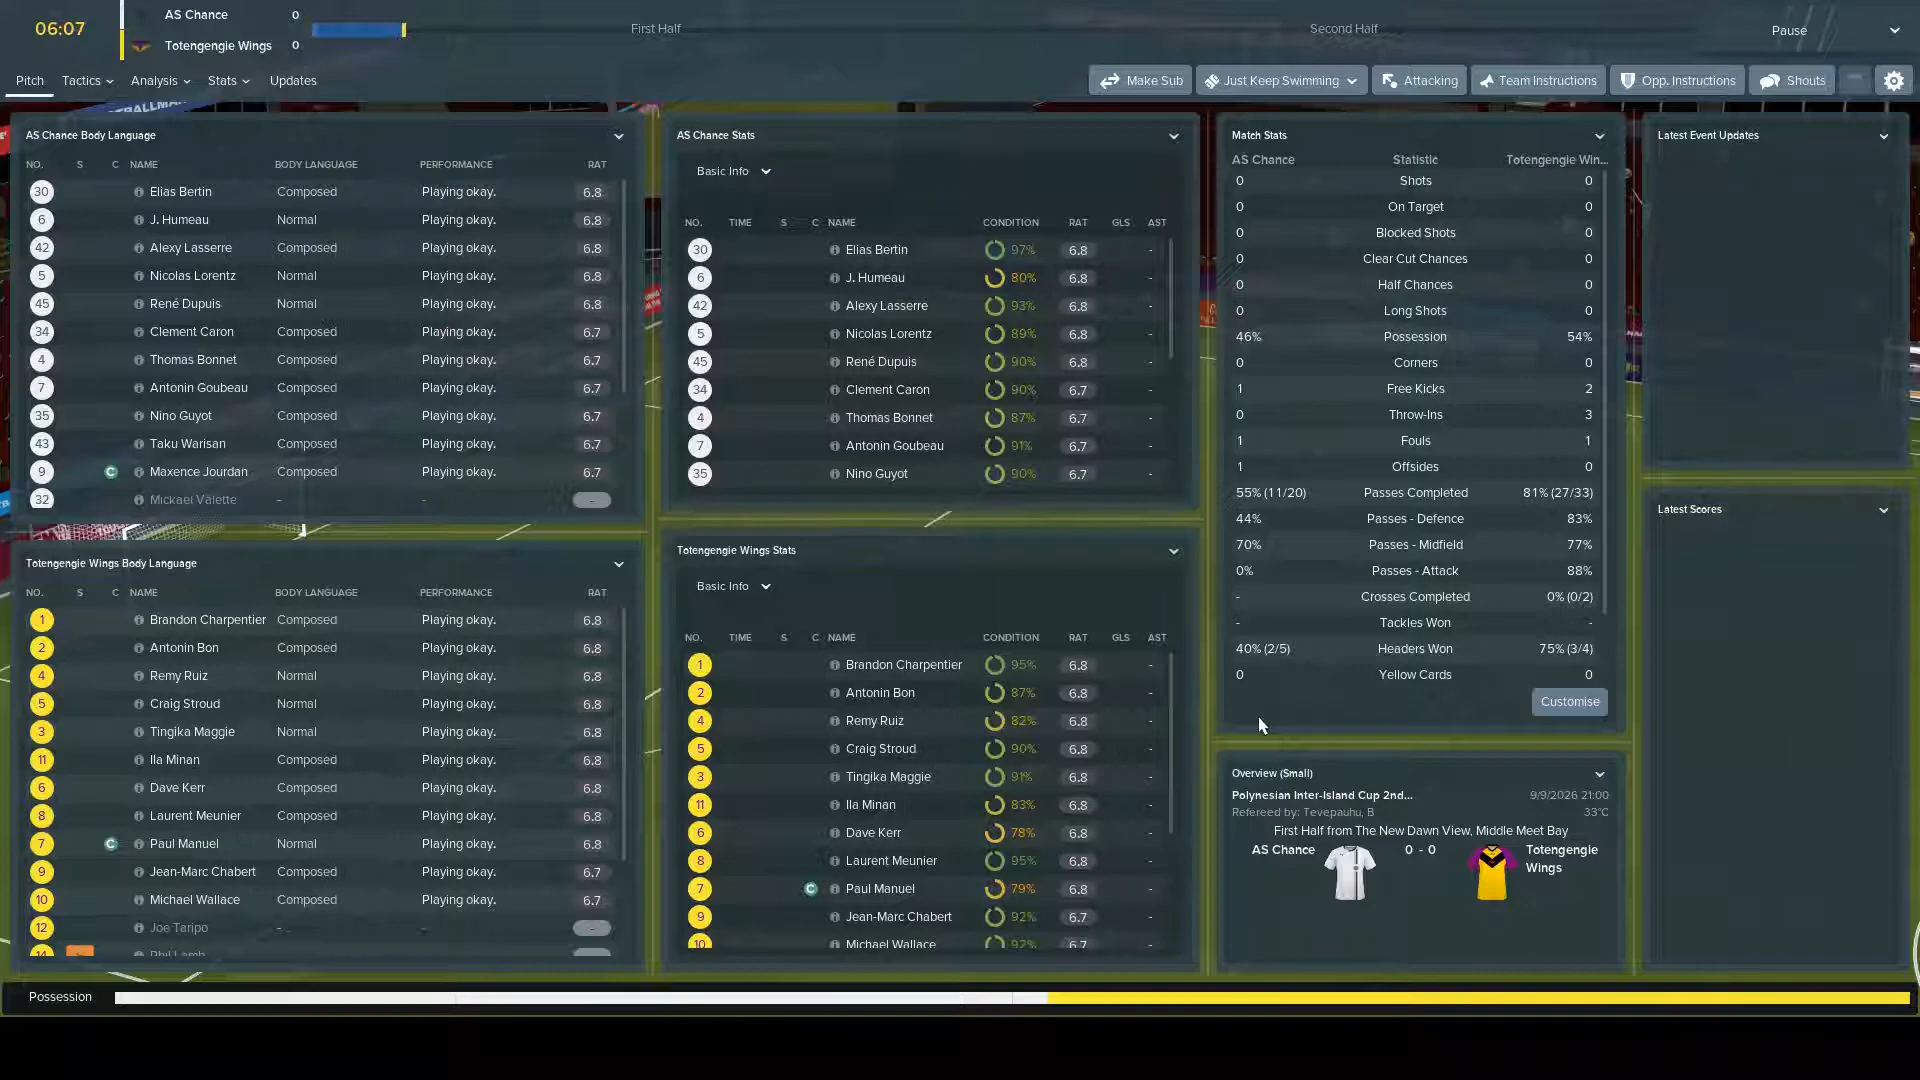 06:07
AS Chance 0
Totengengie Wings 0
First Half
Second Half
Pause
Pitch Tactics Analysis Stats Updates
Make Sub Just Keep Swimming Attacking Team Instructions Opp. Instructions Shouts
AS Chance Body Language
NO. S C NAME BODY LANGUAGE PERFORMANCE RAT
30 Elias Bertin Composed Playing okay. 6.8
6 J. Humeau Normal Playing okay. 6.8
42 Alexy Lasserre Composed Playing okay. 6.8
5 Nicolas Lorentz Normal Playing okay. 6.8
45 René Dupuis Normal Playing okay. 6.8
34 Clement Caron Composed Playing okay. 6.7
4 Thomas Bonnet Composed Playing okay. 6.7
7 Antonin Goubeau Composed Playing okay. 6.7
35 Nino Guyot Composed Playing okay. 6.7
43 Taku Warisan Composed Playing okay. 6.7
9 C Maxence Jourdan Composed Playing okay. 6.7
32 Mickael Valette - - -
Totengengie Wings Body Language
NO. S C NAME BODY LANGUAGE PERFORMANCE RAT
1 Brandon Charpentier Composed Playing okay. 6.8
2 Antonin Bon Composed Playing okay. 6.8
4 Remy Ruiz Normal Playing okay. 6.8
5 Craig Stroud Normal Playing okay. 6.8
3 Tingika Maggie Normal Playing okay. 6.8
11 Ila Minan Composed Playing okay. 6.8
6 Dave Kerr Composed Playing okay. 6.8
8 Laurent Meunier Composed Playing okay. 6.8
7 C Paul Manuel Normal Playing okay. 6.8
9 Jean-Marc Chabert Composed Playing okay. 6.7
10 Michael Wallace Composed Playing okay. 6.7
12 Joe Taripo - - -
14 Phil Lamb
AS Chance Stats
Basic Info
NO. TIME S C NAME CONDITION RAT GLS AST
30 Elias Bertin 97% 6.8 -
6 J. Humeau 80% 6.8 -
42 Alexy Lasserre 93% 6.8 -
5 Nicolas Lorentz 89% 6.8 -
45 René Dupuis 90% 6.8 -
34 Clement Caron 90% 6.7 -
4 Thomas Bonnet 87% 6.7 -
7 Antonin Goubeau 91% 6.7 -
35 Nino Guyot 90% 6.7 -
Totengengie Wings Stats
Basic Info
NO. TIME S C NAME CONDITION RAT GLS AST
1 Brandon Charpentier 95% 6.8 -
2 Antonin Bon 87% 6.8 -
4 Remy Ruiz 82% 6.8 -
5 Craig Stroud 90% 6.8 -
3 Tingika Maggie 91% 6.8 -
11 Ila Minan 83% 6.8 -
6 Dave Kerr 78% 6.8 -
8 Laurent Meunier 95% 6.8 -
7 C Paul Manuel 79% 6.8 -
9 Jean-Marc Chabert 92% 6.7 -
10 Michael Wallace 92% 6.7 -
Match Stats
AS Chance Statistic Totengengie Win...
0 Shots 0
0 On Target 0
0 Blocked Shots 0
0 Clear Cut Chances 0
0 Half Chances 0
0 Long Shots 0
46% Possession 54%
0 Corners 0
1 Free Kicks 2
0 Throw-Ins 3
1 Fouls 1
1 Offsides 0
55% (11/20) Passes Completed 81% (27/33)
44% Passes - Defence 83%
70% Passes - Midfield 77%
0% Passes - Attack 88%
- Crosses Completed 0% (0/2)
- Tackles Won -
40% (2/5) Headers Won 75% (3/4)
0 Yellow Cards 0
Customise
Overview (Small)
Polynesian Inter-Island Cup 2nd... 9/9/2026 21:00
Refereed by: Tevepauhu, B 33°C
First Half from The New Dawn View, Middle Meet Bay
AS Chance 0 - 0 Totengengie
Wings
Latest Event Updates
Latest Scores
Possession